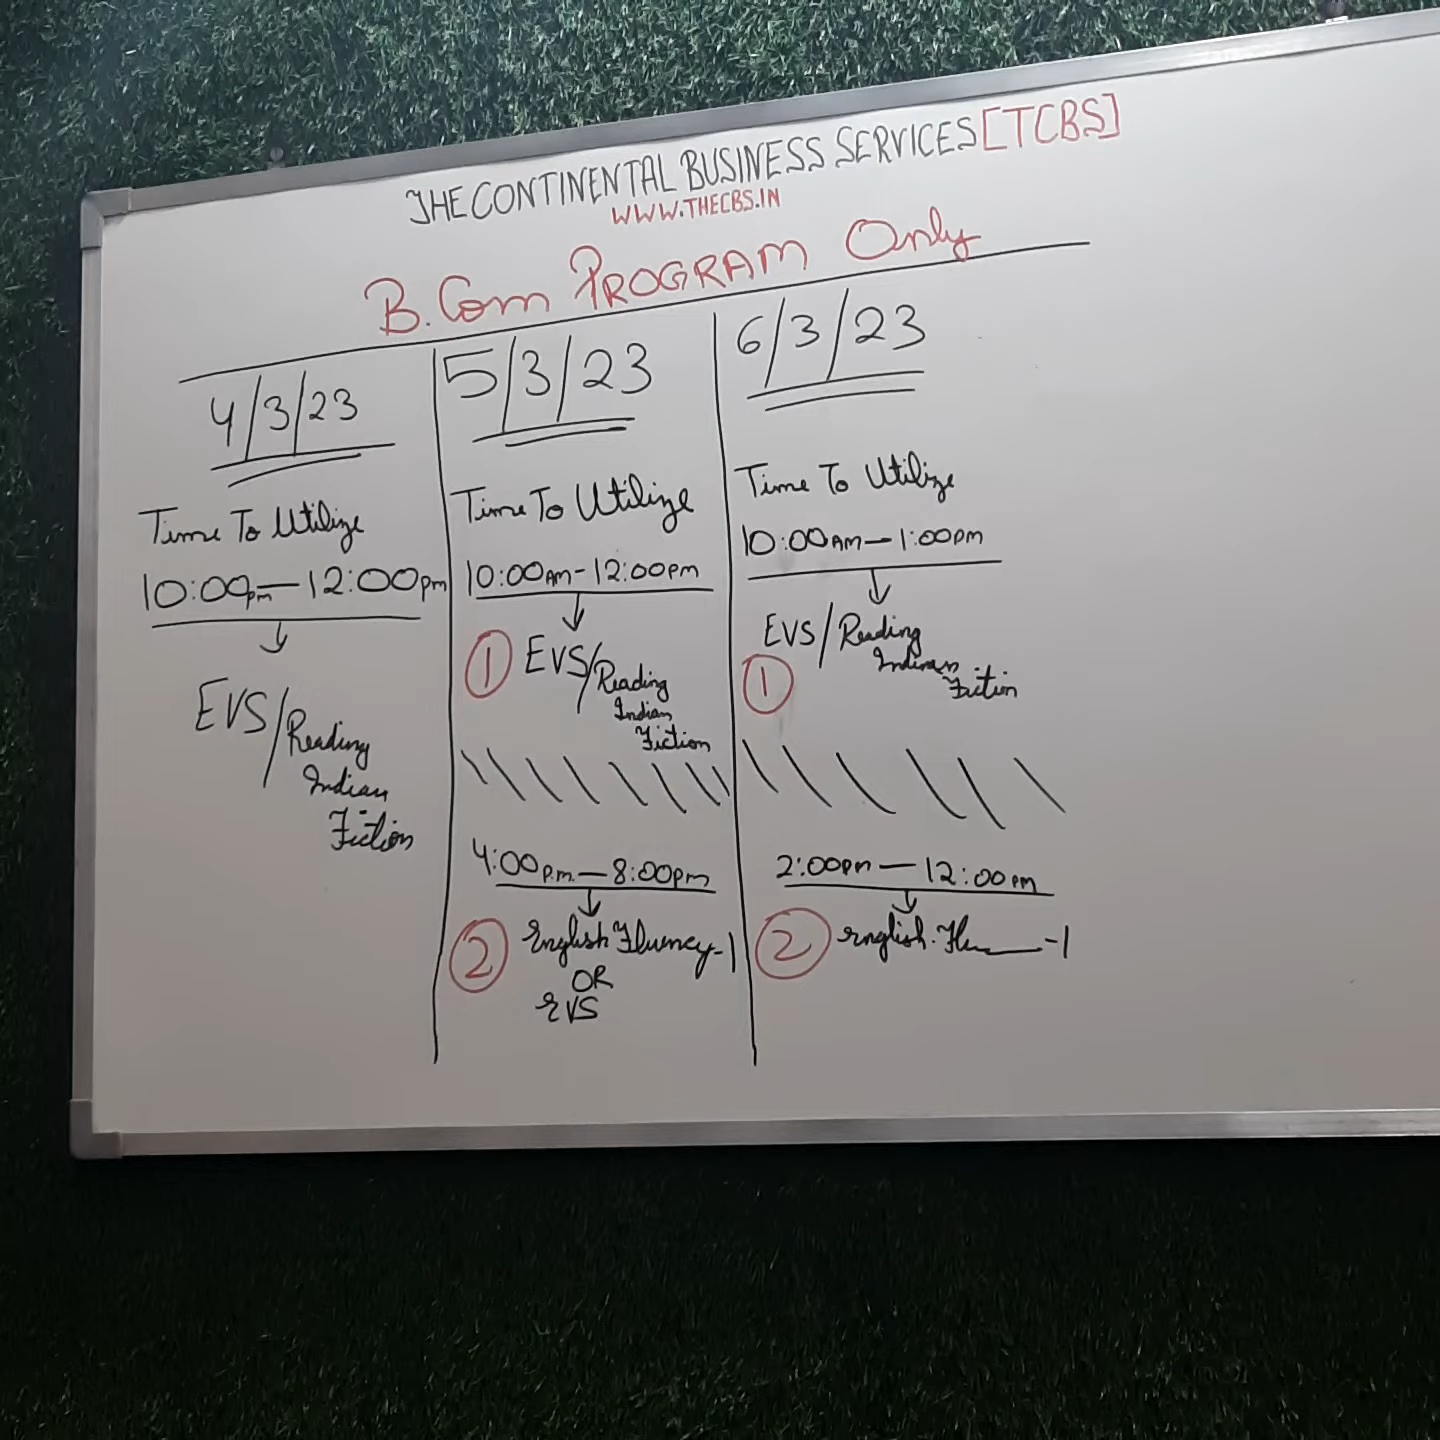 THE CONTINENTAL BUSINESS SERVICES [TCBS]
WWW.THECBS.IN
B.Com PROGRAM Only
4/3/23
Time To Utilize
10:00pm — 12:00pm
EVS/Reading
Indian
Fiction
5/3/23
Time To Utilize
10:00AM - 12:00PM
① EVS/Reading
Indian
Fiction
4:00P.m. — 8:00pm
② English Fluency-1
OR
EVS
6/3/23
Time To Utilize
10:00AM — 1:00pm
EVS/Reading
Indian
Fiction
①
2:00pm — 12:00pm
② English. Flu___-1